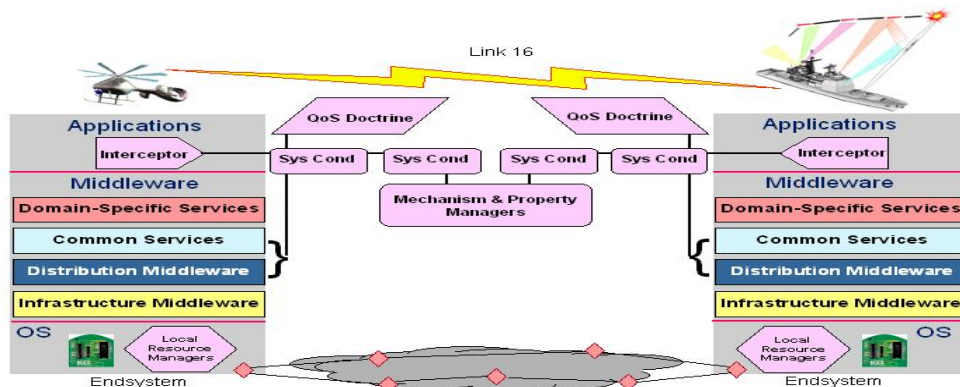 Link 16
QoS Doctrine
QoS Doctrine
Applications
Applications
Interceptor
Sys Cond
Sys Cond
Sys Cond
Sys Cond
Interceptor
Middleware
Middleware
Mechanism & Property
Managers
Domain-Specific Services
Domain-Specific Services
Common Services
Common Services
Distribution Middleware
Distribution Middleware
Infrastructure Middleware
Infrastructure Middleware
OS
Local
Resource
Managers
Local
Resource
Managers
OS
Endsystem
Endsystem